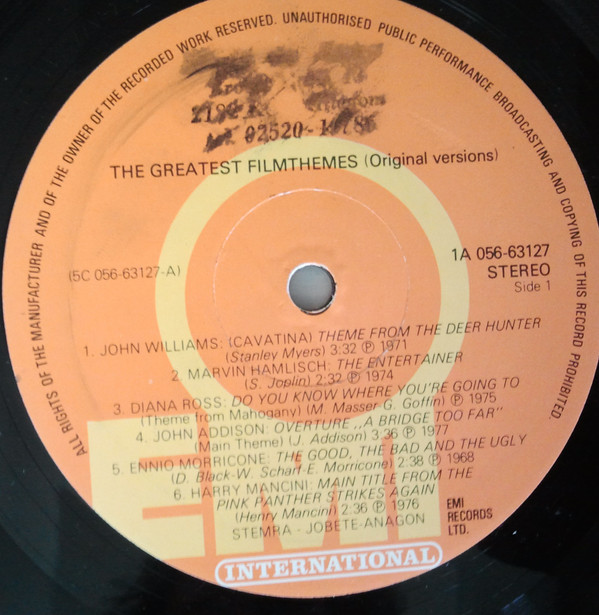 ALL RIGHTS OF THE MANUFACTURER AND OF THE OWNER OF THE RECORDED WORK RESERVED. UNAUTHORISED PUBLIC PERFORMANCE BROADCASTING AND COPYING OF THIS RECORD PROHIBITED.
02520-
THE GREATEST FILMTHEMES (Original versions)
(5C 056-63127-A)
1A 056-63127
STEREO
Side 1
1. JOHN WILLIAMS: (CAVATINA) THEME FROM THE DEER HUNTER
(Stanley Myers) 3:32 Ⓟ 1971
2. MARVIN HAMLISCH: THE ENTERTAINER
(S. Joplin) 2:32 Ⓟ 1974
3. DIANA ROSS: DO YOU KNOW WHERE YOU'RE GOING TO
(Theme from Mahogany) (M. Masser-G. Goffin) Ⓟ 1975
4. JOHN ADDISON: OVERTURE ,,A BRIDGE TOO FAR"
(Main Theme) (J. Addison) 3.36 Ⓟ 1977
5. ENNIO MORRICONE: THE GOOD, THE BAD AND THE UGLY
(D. Black-W. Scharf-E. Morricone) 2:38 Ⓟ 1968
6. HARRY MANCINI: MAIN TITLE FROM THE
PINK PANTHER STRIKES AGAIN
(Henry Mancini) 2:36 Ⓟ 1976
STEMRA - JOBETE-ANAGON
EMI
RECORDS
LTD.
EMI
INTERNATIONAL